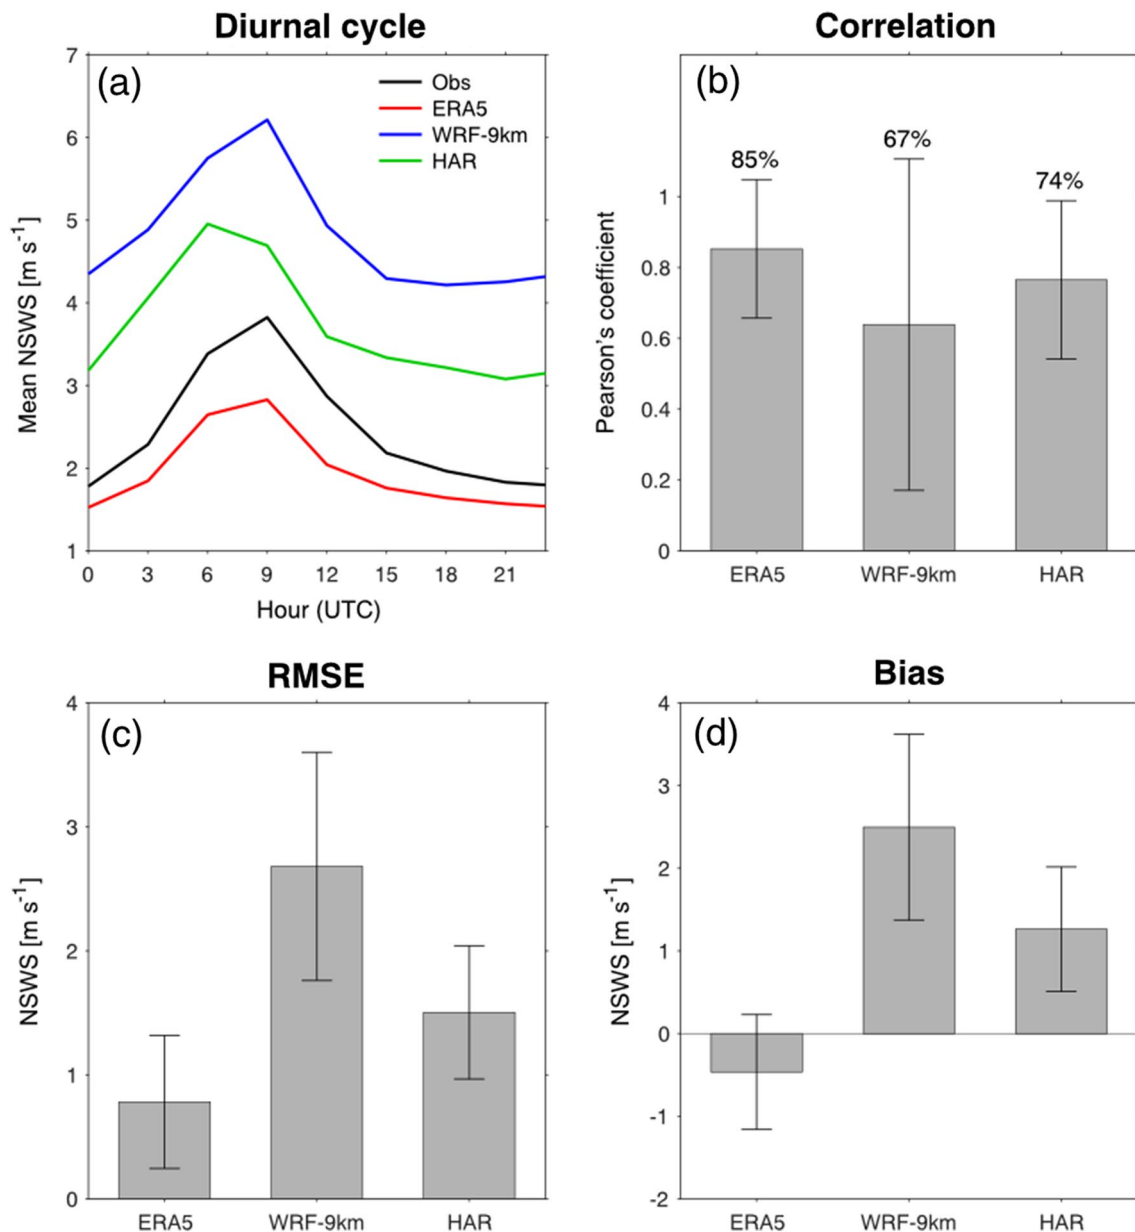 Diurnal cycle
(a)
Obs
ERA5
WRF-9km
HAR
7
6
5
4
3
2
1
Mean NSWS [m s⁻¹]
0 3 6 9 12 15 18 21
Hour (UTC)
Correlation
(b)
85%
67%
74%
1
0.8
0.6
0.4
0.2
0
Pearson's coefficient
ERA5 WRF-9km HAR
RMSE
(c)
4
3
2
1
0
NSWS [m s⁻¹]
ERA5 WRF-9km HAR
Bias
(d)
4
3
2
1
0
-1
-2
NSWS [m s⁻¹]
ERA5 WRF-9km HAR